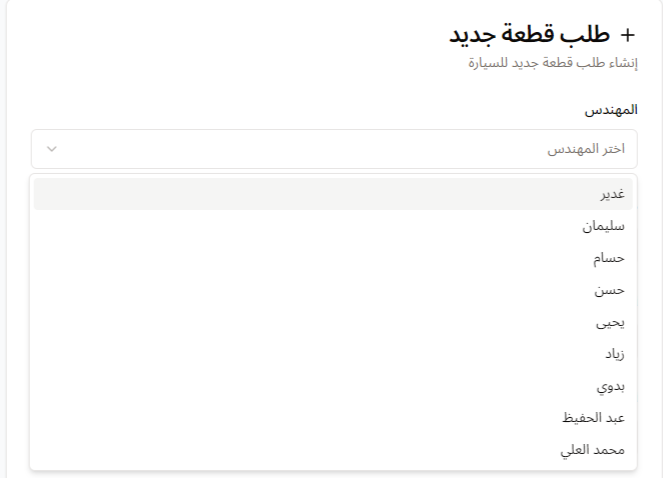 + طلب قطعة جديد
إنشاء طلب قطعة جديد للسيارة
المهندس
اختر المهندس
غدير
سليمان
حسام
حسن
يحيى
زياد
بدوي
عبد الحفيظ
محمد العلي